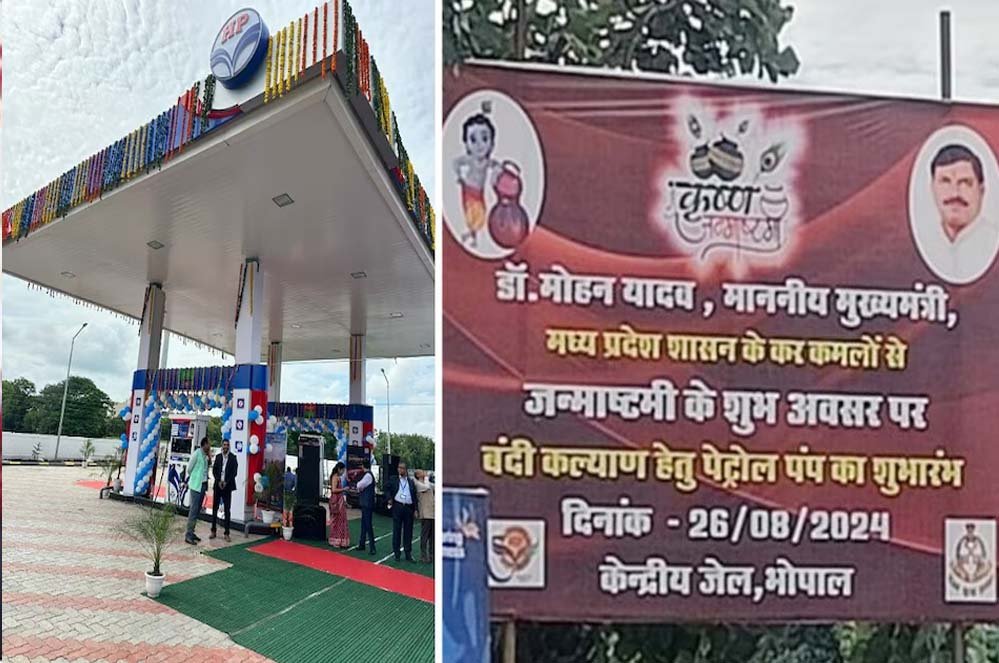 HP
कृष्ण
जन्माष्टमी
डॉ.मोहन यादव , माननीय मुख्यमंत्री,
मध्य प्रदेश शासन के कर कमलों से
जन्माष्टमी के शुभ अवसर पर
बंदी कल्याण हेतु पेट्रोल पंप का शुभारंभ
दिनांक - 26/08/2024
केन्द्रीय जेल,भोपाल